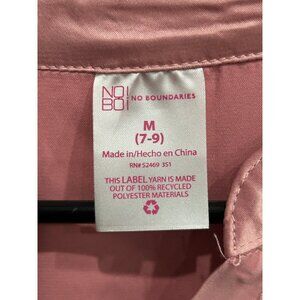 NO
BO
NO BOUNDARIES
M
(7-9)
Made in/Hecho en China
RN# 52469 3S1
THIS LABEL YARN IS MADE
OUT OF 100% RECYCLED
POLYESTER MATERIALS